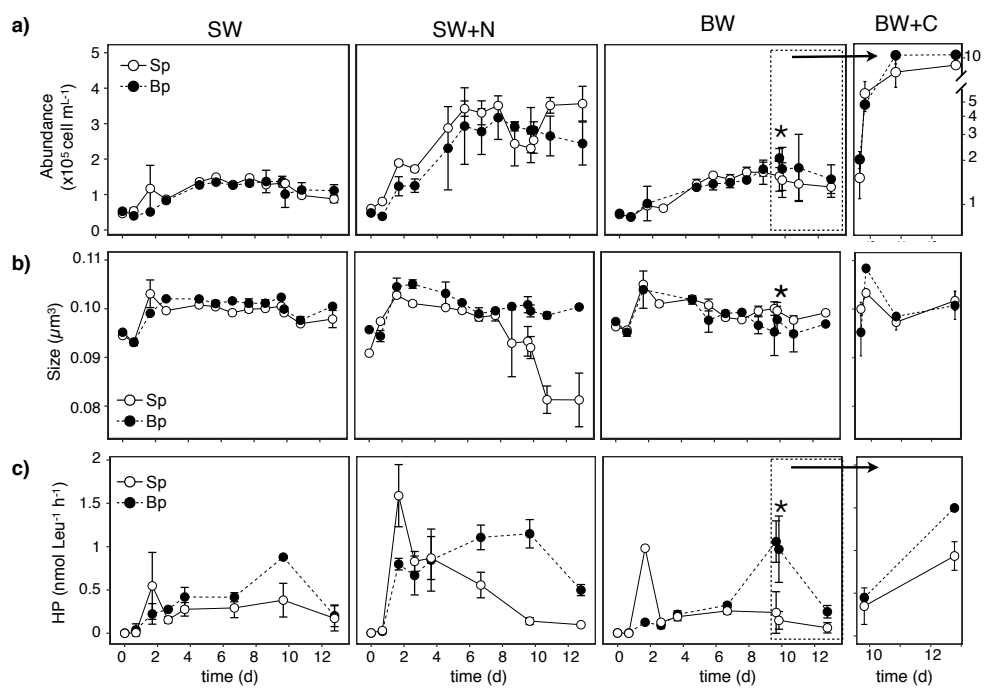 SW SW+N BW BW+C
a)
Abundance
(x10⁵ cell mL⁻¹)
5
4
3
2
1
0
Sp
Bp
*
10
5
4
3
2
1
b)
Size (µm³)
0.11
0.10
0.09
0.08
Sp
Bp
*
c)
HP (nmol Leu⁻¹ h⁻¹)
2
1.5
1
0.5
0
Sp
Bp
*
0 2 4 6 8 10 12 0 2 4 6 8 10 12 0 2 4 6 8 10 12 10 12
time (d) time (d) time (d) time (d)